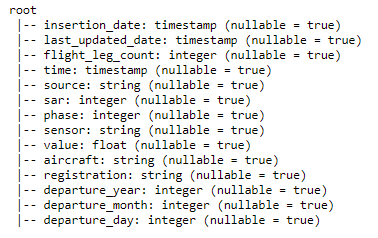 root
 |-- insertion_date: timestamp (nullable = true)
 |-- last_updated_date: timestamp (nullable = true)
 |-- flight_leg_count: integer (nullable = true)
 |-- time: timestamp (nullable = true)
 |-- source: string (nullable = true)
 |-- sar: integer (nullable = true)
 |-- phase: integer (nullable = true)
 |-- sensor: string (nullable = true)
 |-- value: float (nullable = true)
 |-- aircraft: string (nullable = true)
 |-- registration: string (nullable = true)
 |-- departure_year: integer (nullable = true)
 |-- departure_month: integer (nullable = true)
 |-- departure_day: integer (nullable = true)